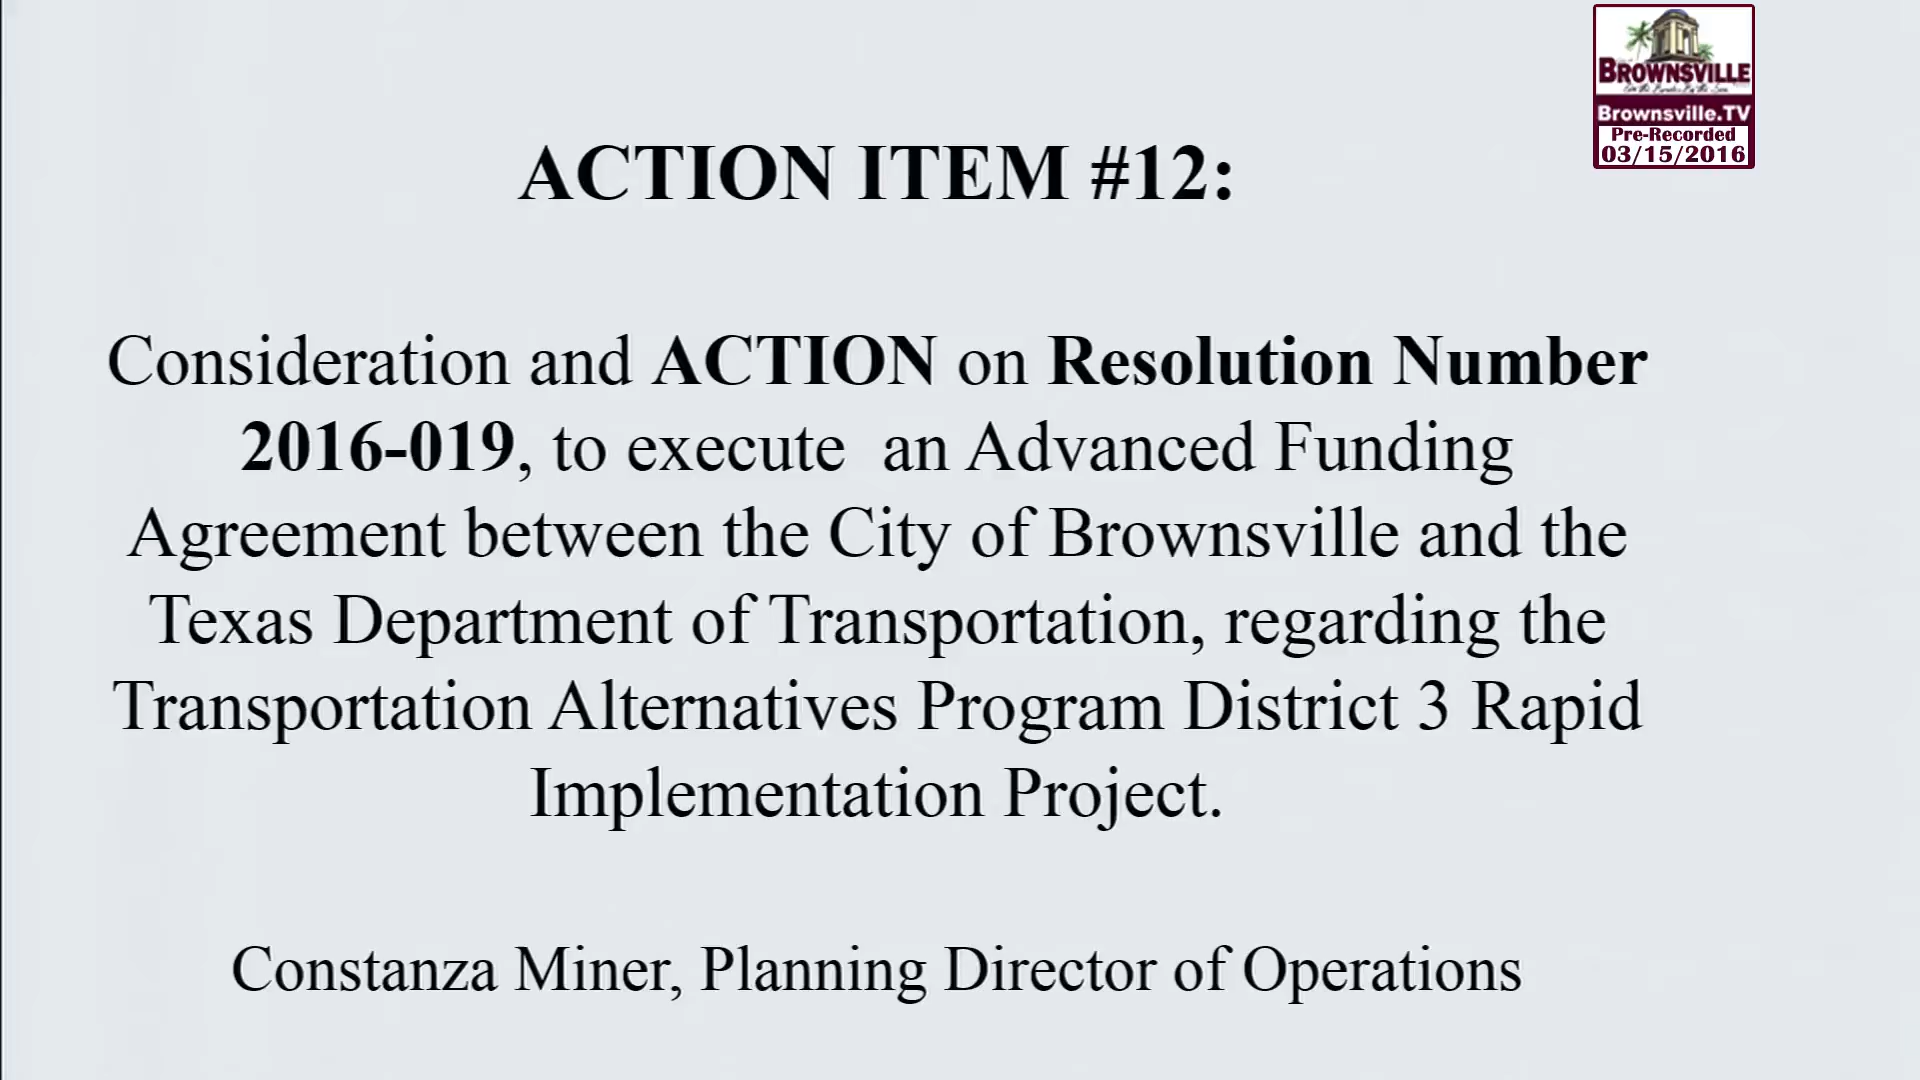 BROWNSVILLE
Brownsville.TV
Pre-Recorded
03/15/2016
ACTION ITEM #12:
Consideration and ACTION on Resolution Number
2016-019, to execute  an Advanced Funding
Agreement between the City of Brownsville and the
Texas Department of Transportation, regarding the
Transportation Alternatives Program District 3 Rapid
Implementation Project.
Constanza Miner, Planning Director of Operations